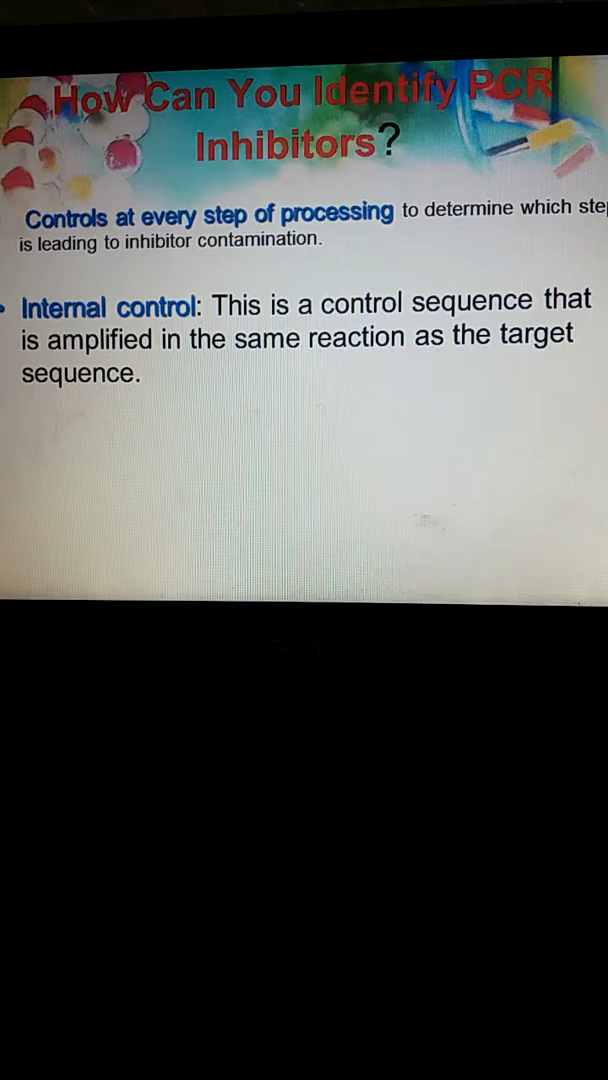 How Can You Identify PCR
Inhibitors?
Controls at every step of processing to determine which
is leading to inhibitor contamination.
• Internal control: This is a control sequence that
is amplified in the same reaction as the target
sequence.